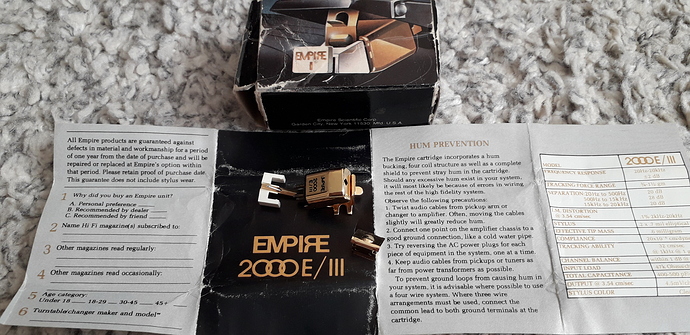 EMPIRE
Empire Scientific Corp.
Garden City, New York 11530 U.S.A.
All Empire products are guaranteed against
defects in material and workmanship for a period
of one year from the date of purchase and will be
repaired or replaced at Empire's option within
that period. Please retain proof of purchase date.
This guarantee does not include stylus wear.
1 Why did you buy an Empire unit?
A. Personal preference
B. Recommended by dealer
C. Recommended by friend
2 Name Hi Fi magazine(s) subscribed to:
3 Other magazines read regularly:
4 Other magazines read occasionally:
5 Age category:
Under 18 18-29 30-45 45+
6 Turntable/changer maker and model
EMPIRE
2000 E/III
HUM PREVENTION
The Empire cartridge incorporates a hum
bucking, four coil structure as well as a complete
shield to prevent stray hum in the cartridge.
Should any excessive hum exist in your system,
it will most likely be because of errors in wiring
the rest of the high fidelity system.
Observe the following precautions:
1. Twist audio cables from pickup arm or
changer to amplifier. Often, moving the cables
slightly will greatly reduce hum.
2. Connect one point on the amplifier chassis to a
good ground connection, like a cold water pipe.
3. Try reversing the AC power plugs for each
piece of equipment in the system, one at a time.
4. Keep audio cables from pickups or tuners as
far from power transformers as possible.
To prevent ground loops from causing hum in
your system, it is advisable where possible to use
a four wire system. Where three wire
arrangements must be used, connect the
common lead to both ground terminals at the
cartridge.
MODEL 2000 E/III
FREQUENCY RESPONSE
TRACKING FORCE RANGE
SEPARATION
IM DISTORTION
@ 3.54 cm/sec
STYLUS
EFFECTIVE TIP MASS
COMPLIANCE
TRACKING ABILITY
CHANNEL BALANCE
INPUT LOAD
TOTAL CAPACITANCE
OUTPUT @ 3.54 cm/sec
STYLUS COLOR